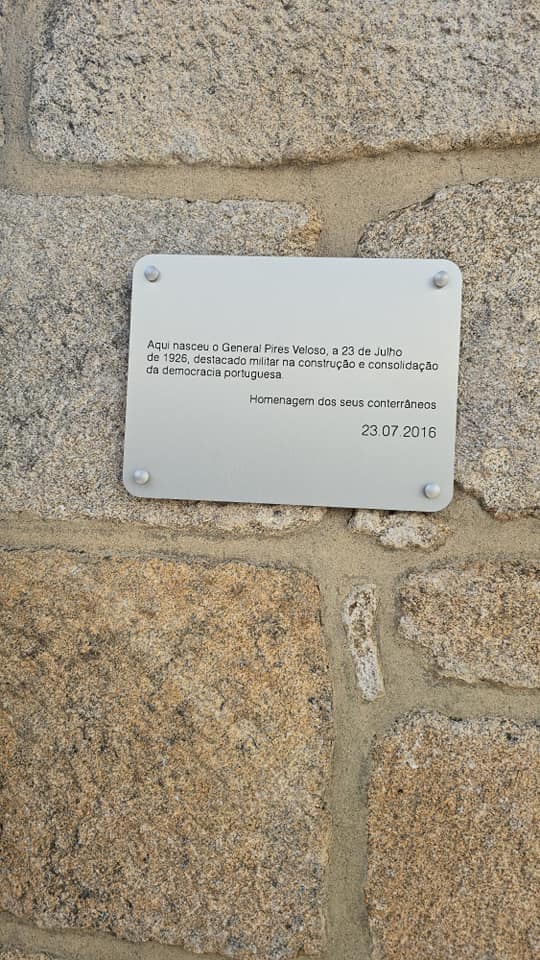 Aqui nasceu o General Pires Veloso, a 23 de Julho
de 1926, destacado militar na construção e consolidação
da democracia portuguesa.
Homenagem dos seus conterrâneos
23.07.2016